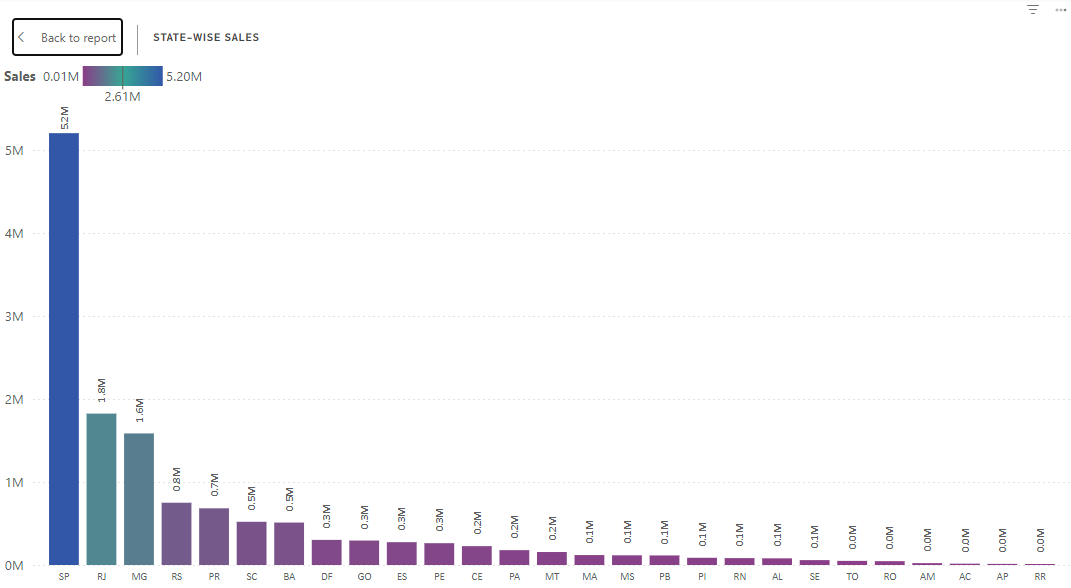 Back to report
STATE-WISE SALES
Sales 0.01M 5.20M
2.61M
5.2M 1.8M 1.6M 0.8M 0.7M 0.5M 0.5M 0.3M 0.3M 0.3M 0.3M 0.2M 0.2M 0.2M 0.1M 0.1M 0.1M 0.1M 0.1M 0.1M 0.1M 0.0M 0.0M 0.0M 0.0M 0.0M 0.0M
5M
4M
3M
2M
1M
0M
SP RJ MG RS PR SC BA DF GO ES PE CE PA MT MA MS PB PI RN AL SE TO RO AM AC AP RR